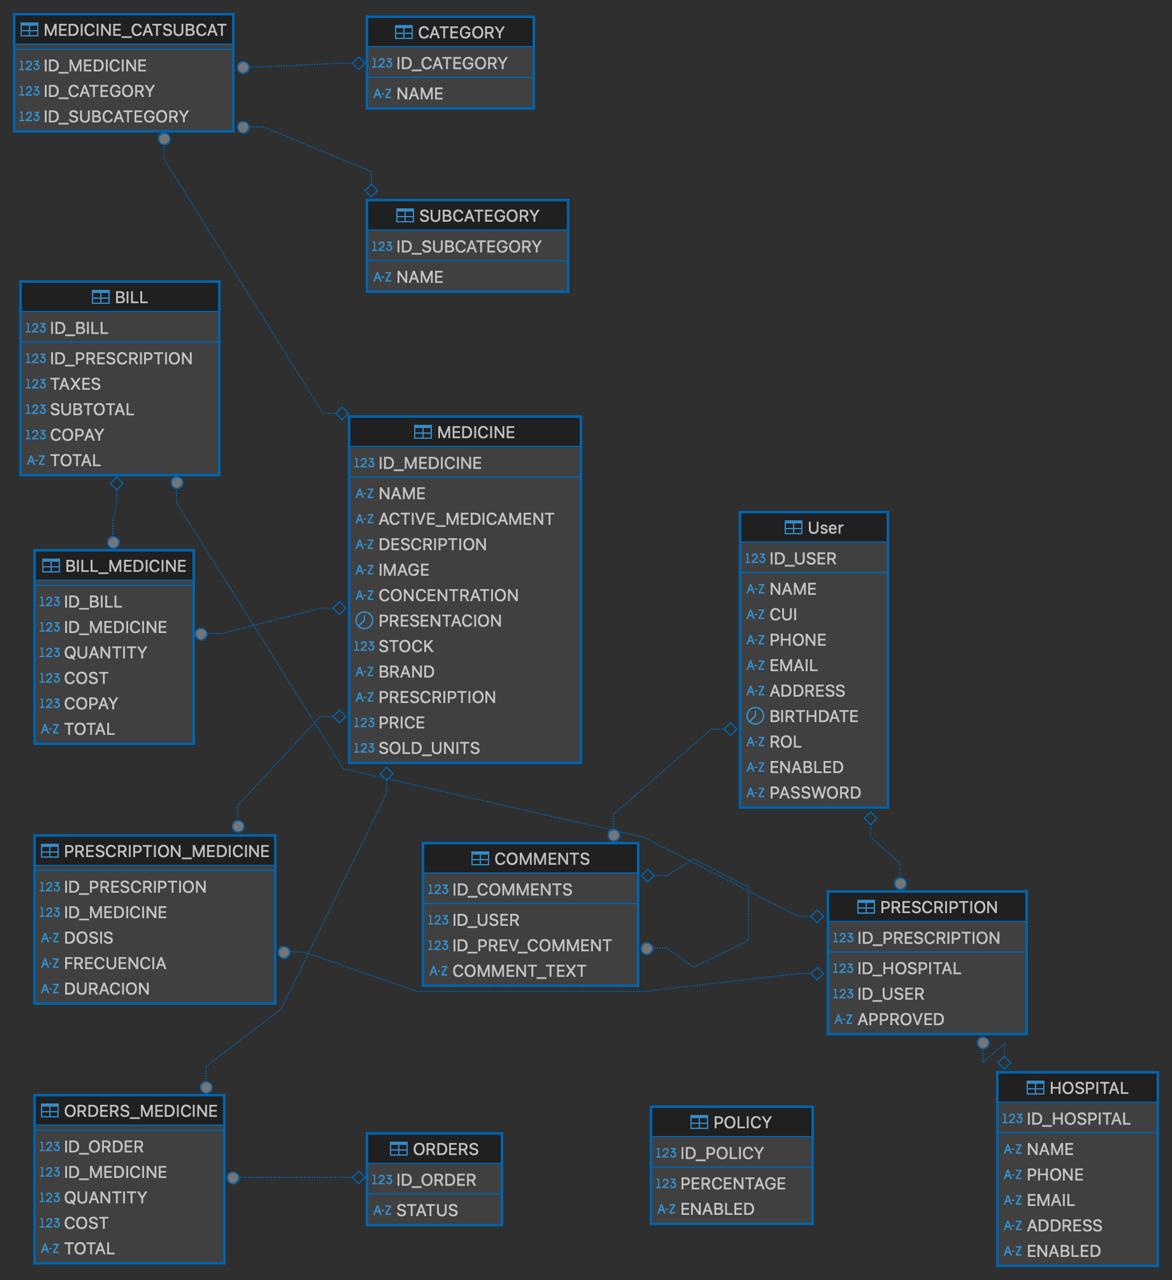 MEDICINE_CATSUBCAT
123 ID_MEDICINE
123 ID_CATEGORY
123 ID_SUBCATEGORY
CATEGORY
123 ID_CATEGORY
A-Z NAME
SUBCATEGORY
123 ID_SUBCATEGORY
A-Z NAME
BILL
123 ID_BILL
123 ID_PRESCRIPTION
123 TAXES
123 SUBTOTAL
123 COPAY
A-Z TOTAL
MEDICINE
123 ID_MEDICINE
A-Z NAME
A-Z ACTIVE_MEDICAMENT
A-Z DESCRIPTION
A-Z IMAGE
A-Z CONCENTRATION
PRESENTACION
123 STOCK
A-Z BRAND
A-Z PRESCRIPTION
123 PRICE
123 SOLD_UNITS
BILL_MEDICINE
123 ID_BILL
123 ID_MEDICINE
123 QUANTITY
123 COST
123 COPAY
A-Z TOTAL
User
123 ID_USER
A-Z NAME
A-Z CUI
A-Z PHONE
A-Z EMAIL
A-Z ADDRESS
BIRTHDATE
A-Z ROL
A-Z ENABLED
A-Z PASSWORD
PRESCRIPTION_MEDICINE
123 ID_PRESCRIPTION
123 ID_MEDICINE
A-Z DOSIS
A-Z FRECUENCIA
A-Z DURACION
COMMENTS
123 ID_COMMENTS
123 ID_USER
123 ID_PREV_COMMENT
A-Z COMMENT_TEXT
PRESCRIPTION
123 ID_PRESCRIPTION
123 ID_HOSPITAL
123 ID_USER
A-Z APPROVED
ORDERS_MEDICINE
123 ID_ORDER
123 ID_MEDICINE
123 QUANTITY
123 COST
A-Z TOTAL
ORDERS
123 ID_ORDER
A-Z STATUS
POLICY
123 ID_POLICY
123 PERCENTAGE
A-Z ENABLED
HOSPITAL
123 ID_HOSPITAL
A-Z NAME
A-Z PHONE
A-Z EMAIL
A-Z ADDRESS
A-Z ENABLED